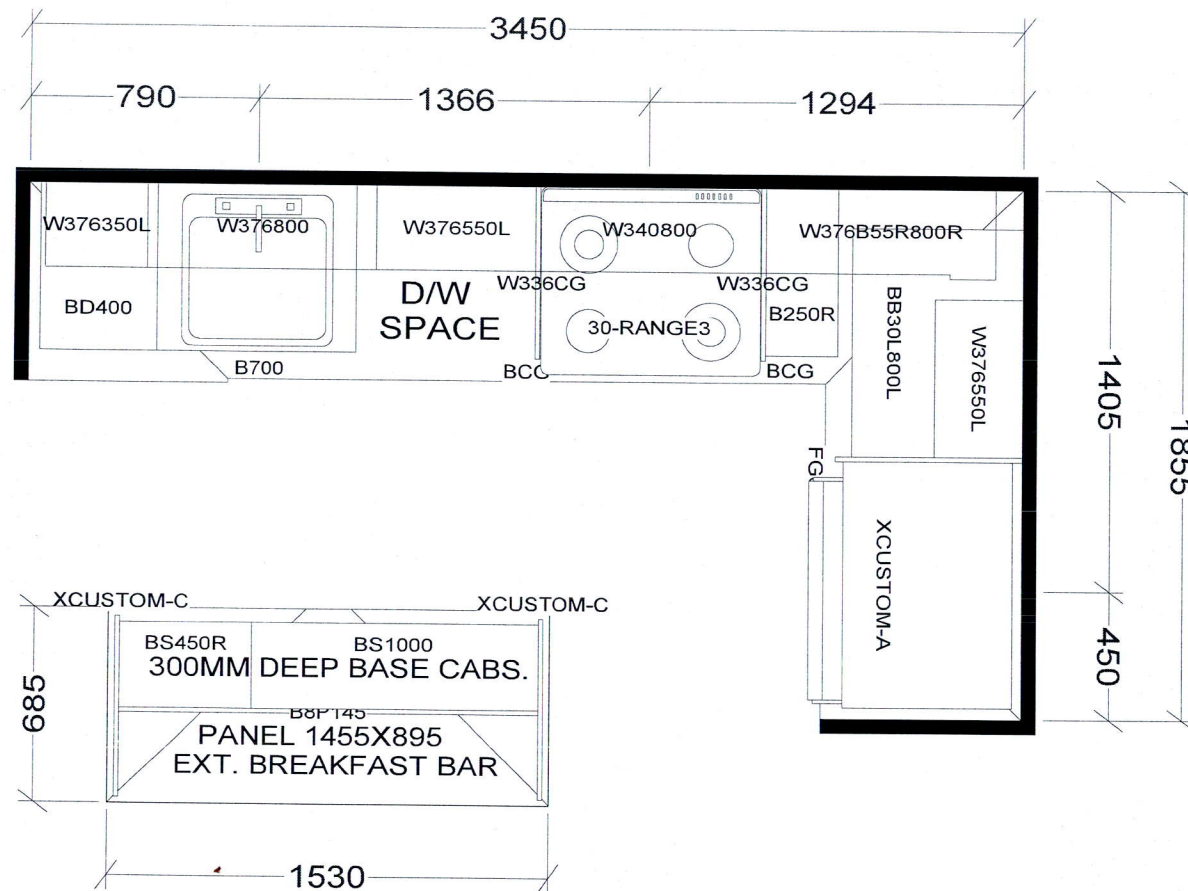 3450
790
1366
1294
W376350L
W376800
W376550L
W340800
W376B55R800R
W336CG
W336CG
BD400
D/W
SPACE
30-RANGE3
B250R
BB30L800L
W376550L
B700
BCG
BCG
1405
1855
FG
XCUSTOM-A
XCUSTOM-C
XCUSTOM-C
BS450R
BS1000
300MM DEEP BASE CABS.
450
685
B8P145
PANEL 1455X895
EXT. BREAKFAST BAR
1530